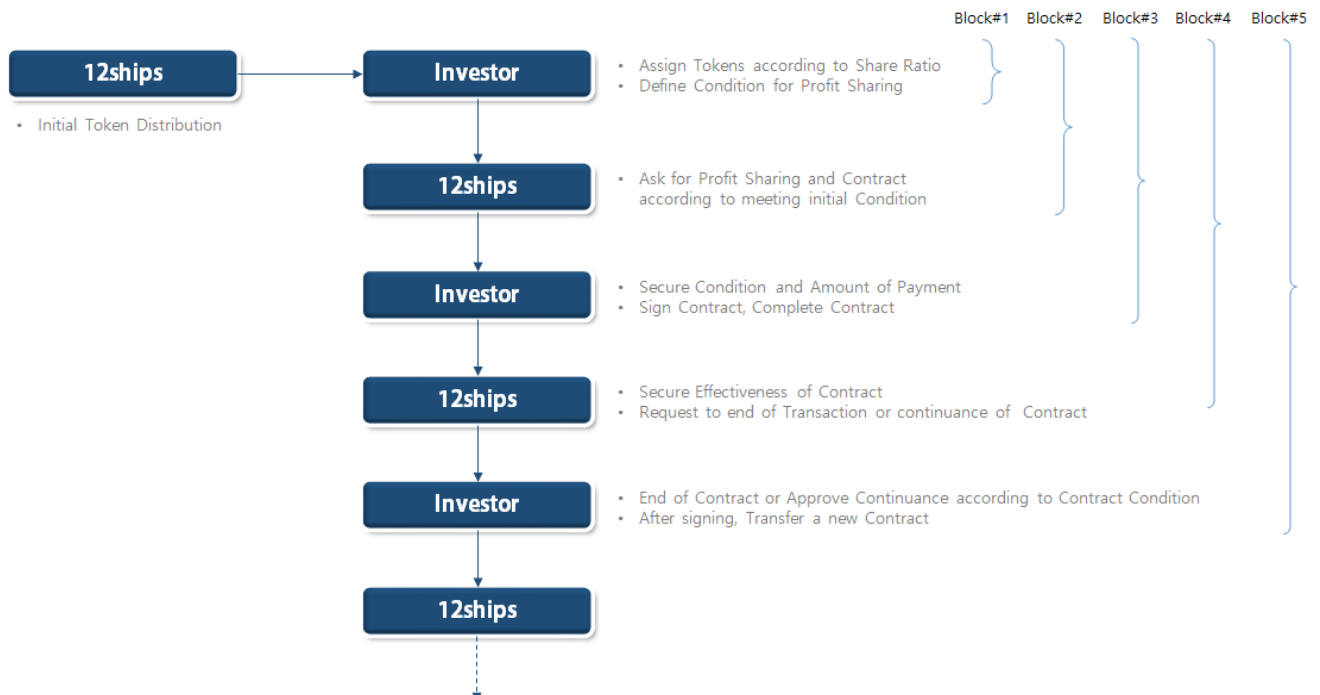 Block#1 Block#2 Block#3 Block#4 Block#5
12ships
• Initial Token Distribution
Investor
• Assign Tokens according to Share Ratio
• Define Condition for Profit Sharing
12ships
• Ask for Profit Sharing and Contract
according to meeting initial Condition
Investor
• Secure Condition and Amount of Payment
• Sign Contract, Complete Contract
12ships
• Secure Effectiveness of Contract
• Request to end of Transaction or continuance of Contract
Investor
• End of Contract or Approve Continuance according to Contract Condition
• After signing, Transfer a new Contract
12ships